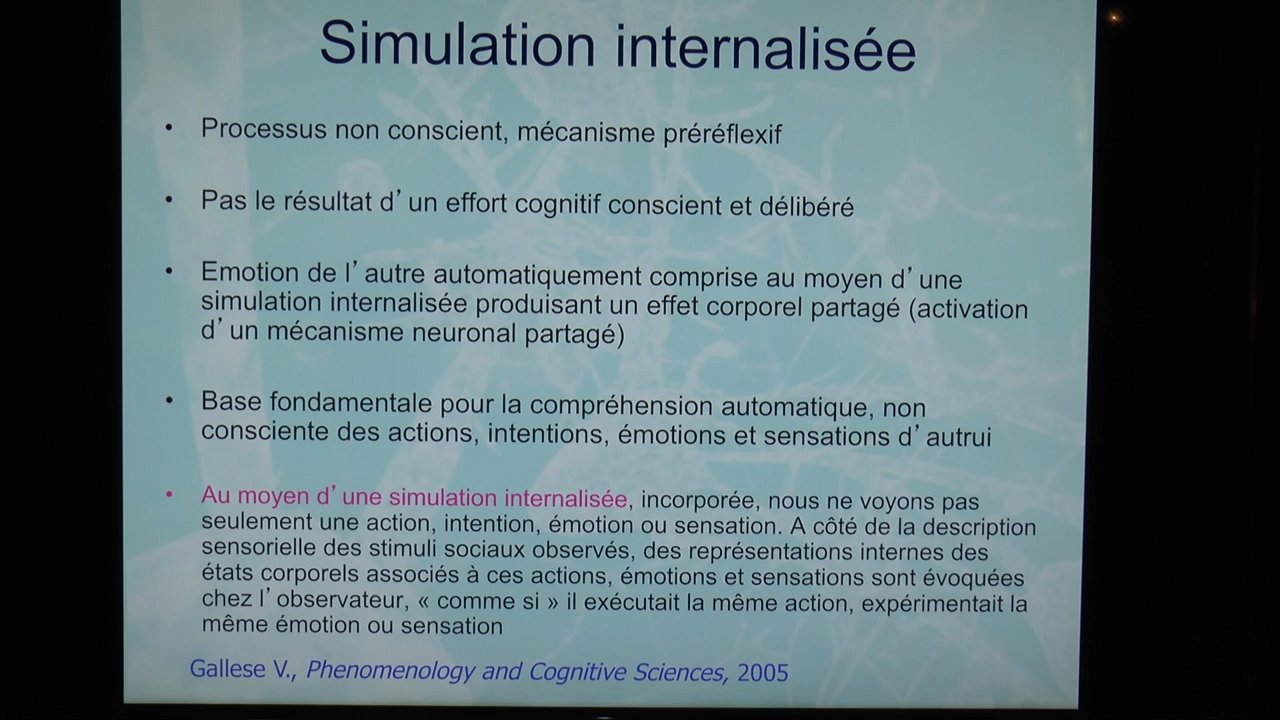 Simulation internalisée
• Processus non conscient, mécanisme préréflexif
• Pas le résultat d’un effort cognitif conscient et délibéré
• Emotion de l’autre automatiquement comprise au moyen d’une
simulation internalisée produisant un effet corporel partagé (activation
d’un mécanisme neuronal partagé)
• Base fondamentale pour la compréhension automatique, non
consciente des actions, intentions, émotions et sensations d’autrui
• Au moyen d’une simulation internalisée, incorporée, nous ne voyons pas
seulement une action, intention, émotion ou sensation. A côté de la description
sensorielle des stimuli sociaux observés, des représentations internes des
états corporels associés à ces actions, émotions et sensations sont évoquées
chez l’observateur, « comme si » il exécutait la même action, expérimentait la
même émotion ou sensation
Gallese V., Phenomenology and Cognitive Sciences, 2005